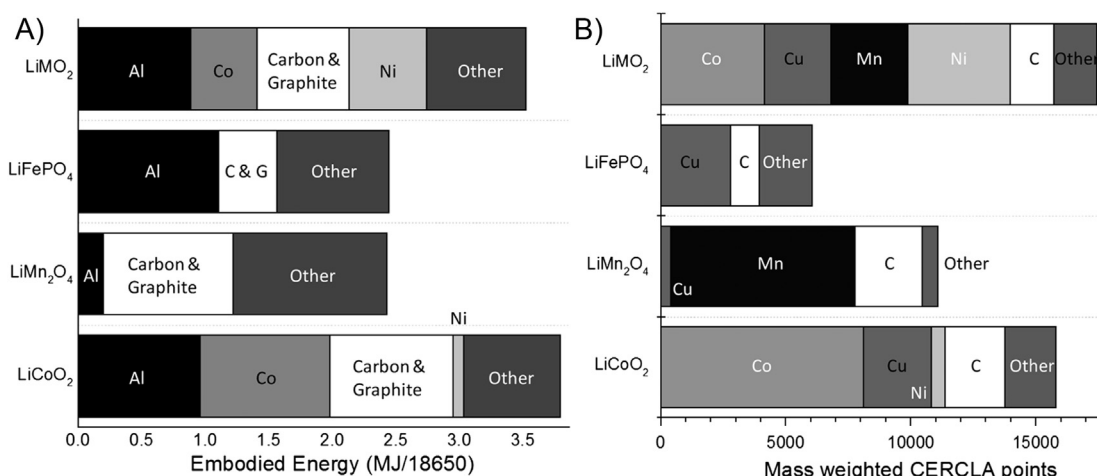 A)
LiMO₂
Al
Co
Carbon &
Graphite
Ni
Other
LiFePO₄
Al
C & G
Other
LiMn₂O₄
Al
Carbon &
Graphite
Other
LiCoO₂
Al
Co
Carbon &
Graphite
Ni
Other
0.0 0.5 1.0 1.5 2.0 2.5 3.0 3.5
Embodied Energy (MJ/18650)
B)
LiMO₂
Co
Cu
Mn
Ni
C
Other
LiFePO₄
Cu
C
Other
LiMn₂O₄
Cu
Mn
C
Other
LiCoO₂
Co
Cu
Ni
C
Other
0 5000 10000 15000
Mass weighted CERCLA points